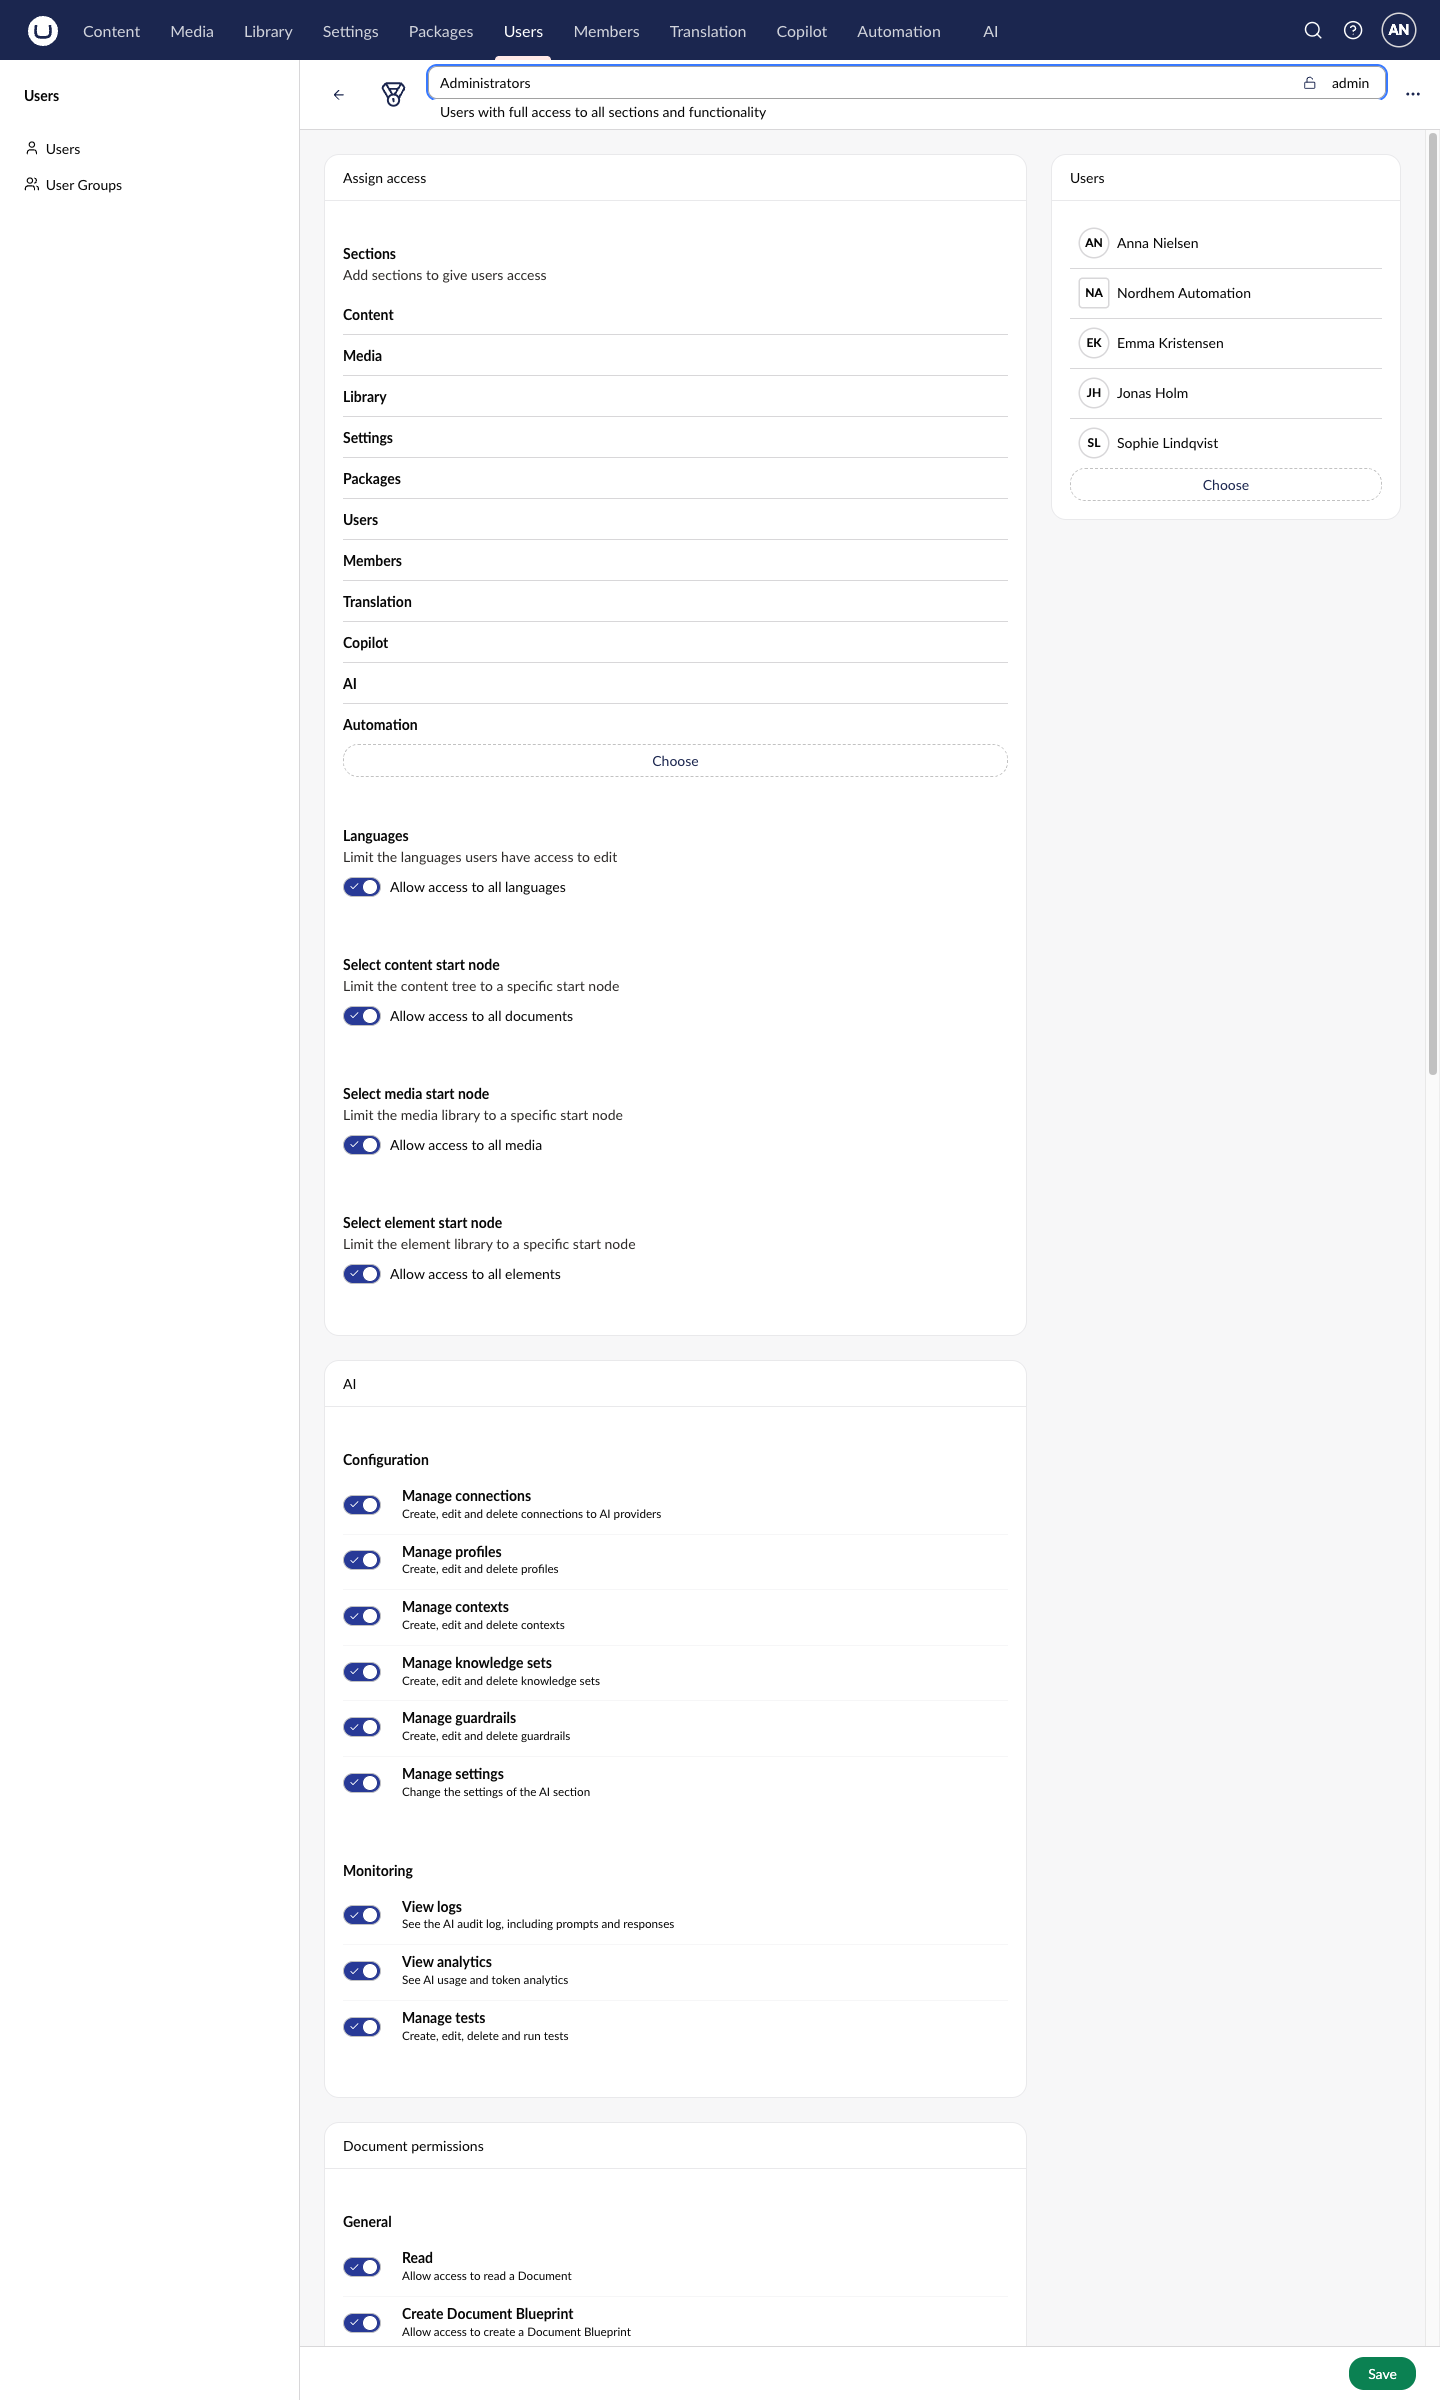 Content Media Library Settings Packages Users Members Translation Copilot Automation AI AN
Users
Users
User Groups
Administrators admin
Users with full access to all sections and functionality
Assign access
Sections
Add sections to give users access
Content
Media
Library
Settings
Packages
Users
Members
Translation
Copilot
AI
Automation
Choose
Languages
Limit the languages users have access to edit
Allow access to all languages
Select content start node
Limit the content tree to a specific start node
Allow access to all documents
Select media start node
Limit the media library to a specific start node
Allow access to all media
Select element start node
Limit the element library to a specific start node
Allow access to all elements
Users
AN Anna Nielsen
NA Nordhem Automation
EK Emma Kristensen
JH Jonas Holm
SL Sophie Lindqvist
Choose
AI
Configuration
Manage connections
Create, edit and delete connections to AI providers
Manage profiles
Create, edit and delete profiles
Manage contexts
Create, edit and delete contexts
Manage knowledge sets
Create, edit and delete knowledge sets
Manage guardrails
Create, edit and delete guardrails
Manage settings
Change the settings of the AI section
Monitoring
View logs
See the AI audit log, including prompts and responses
View analytics
See AI usage and token analytics
Manage tests
Create, edit, delete and run tests
Document permissions
General
Read
Allow access to read a Document
Create Document Blueprint
Allow access to create a Document Blueprint
Save